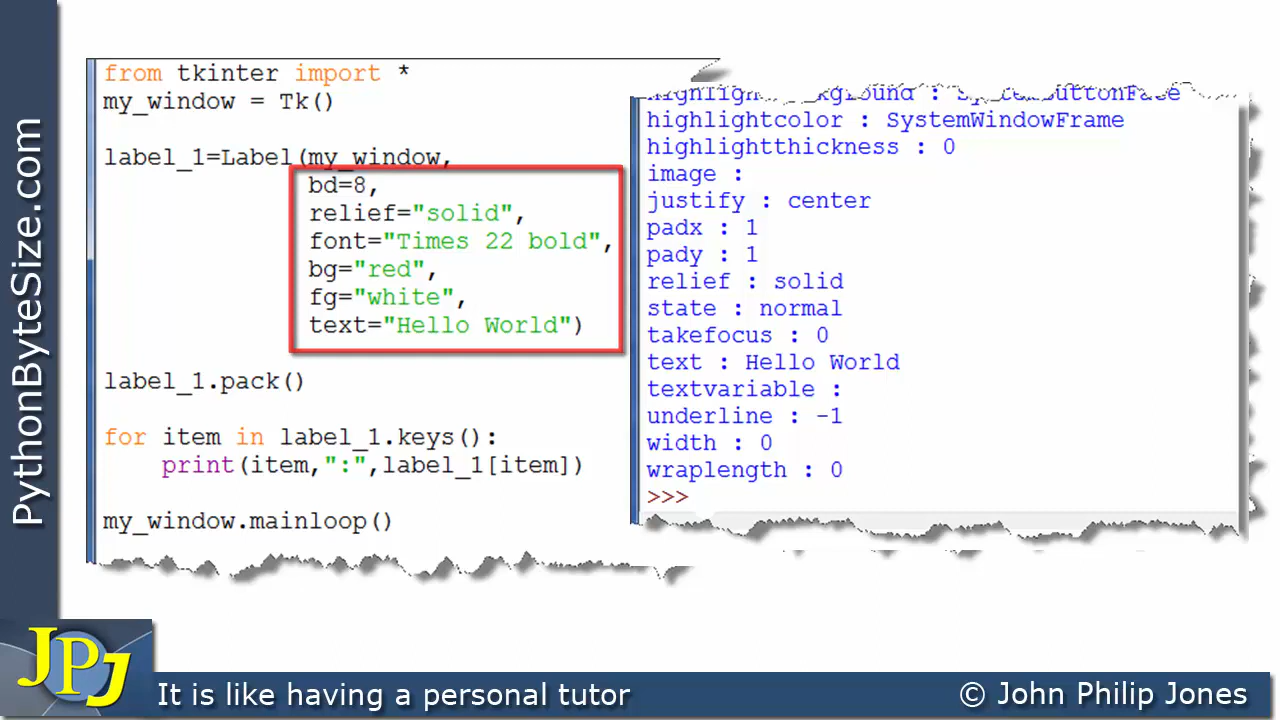 PythonByteSize.com
from tkinter import *
my_window = Tk()
label_1=Label(my_window,
bd=8,
relief="solid",
font="Times 22 bold",
bg="red",
fg="white",
text="Hello World")
label_1.pack()
for item in label_1.keys():
print(item,":",label_1[item])
my_window.mainloop()
highlightbackground : SystemButtonFace
highlightcolor : SystemWindowFrame
highlightthickness : 0
image :
justify : center
padx : 1
pady : 1
relief : solid
state : normal
takefocus : 0
text : Hello World
textvariable :
underline : -1
width : 0
wraplength : 0
>>>
JPJ
It is like having a personal tutor
© John Philip Jones